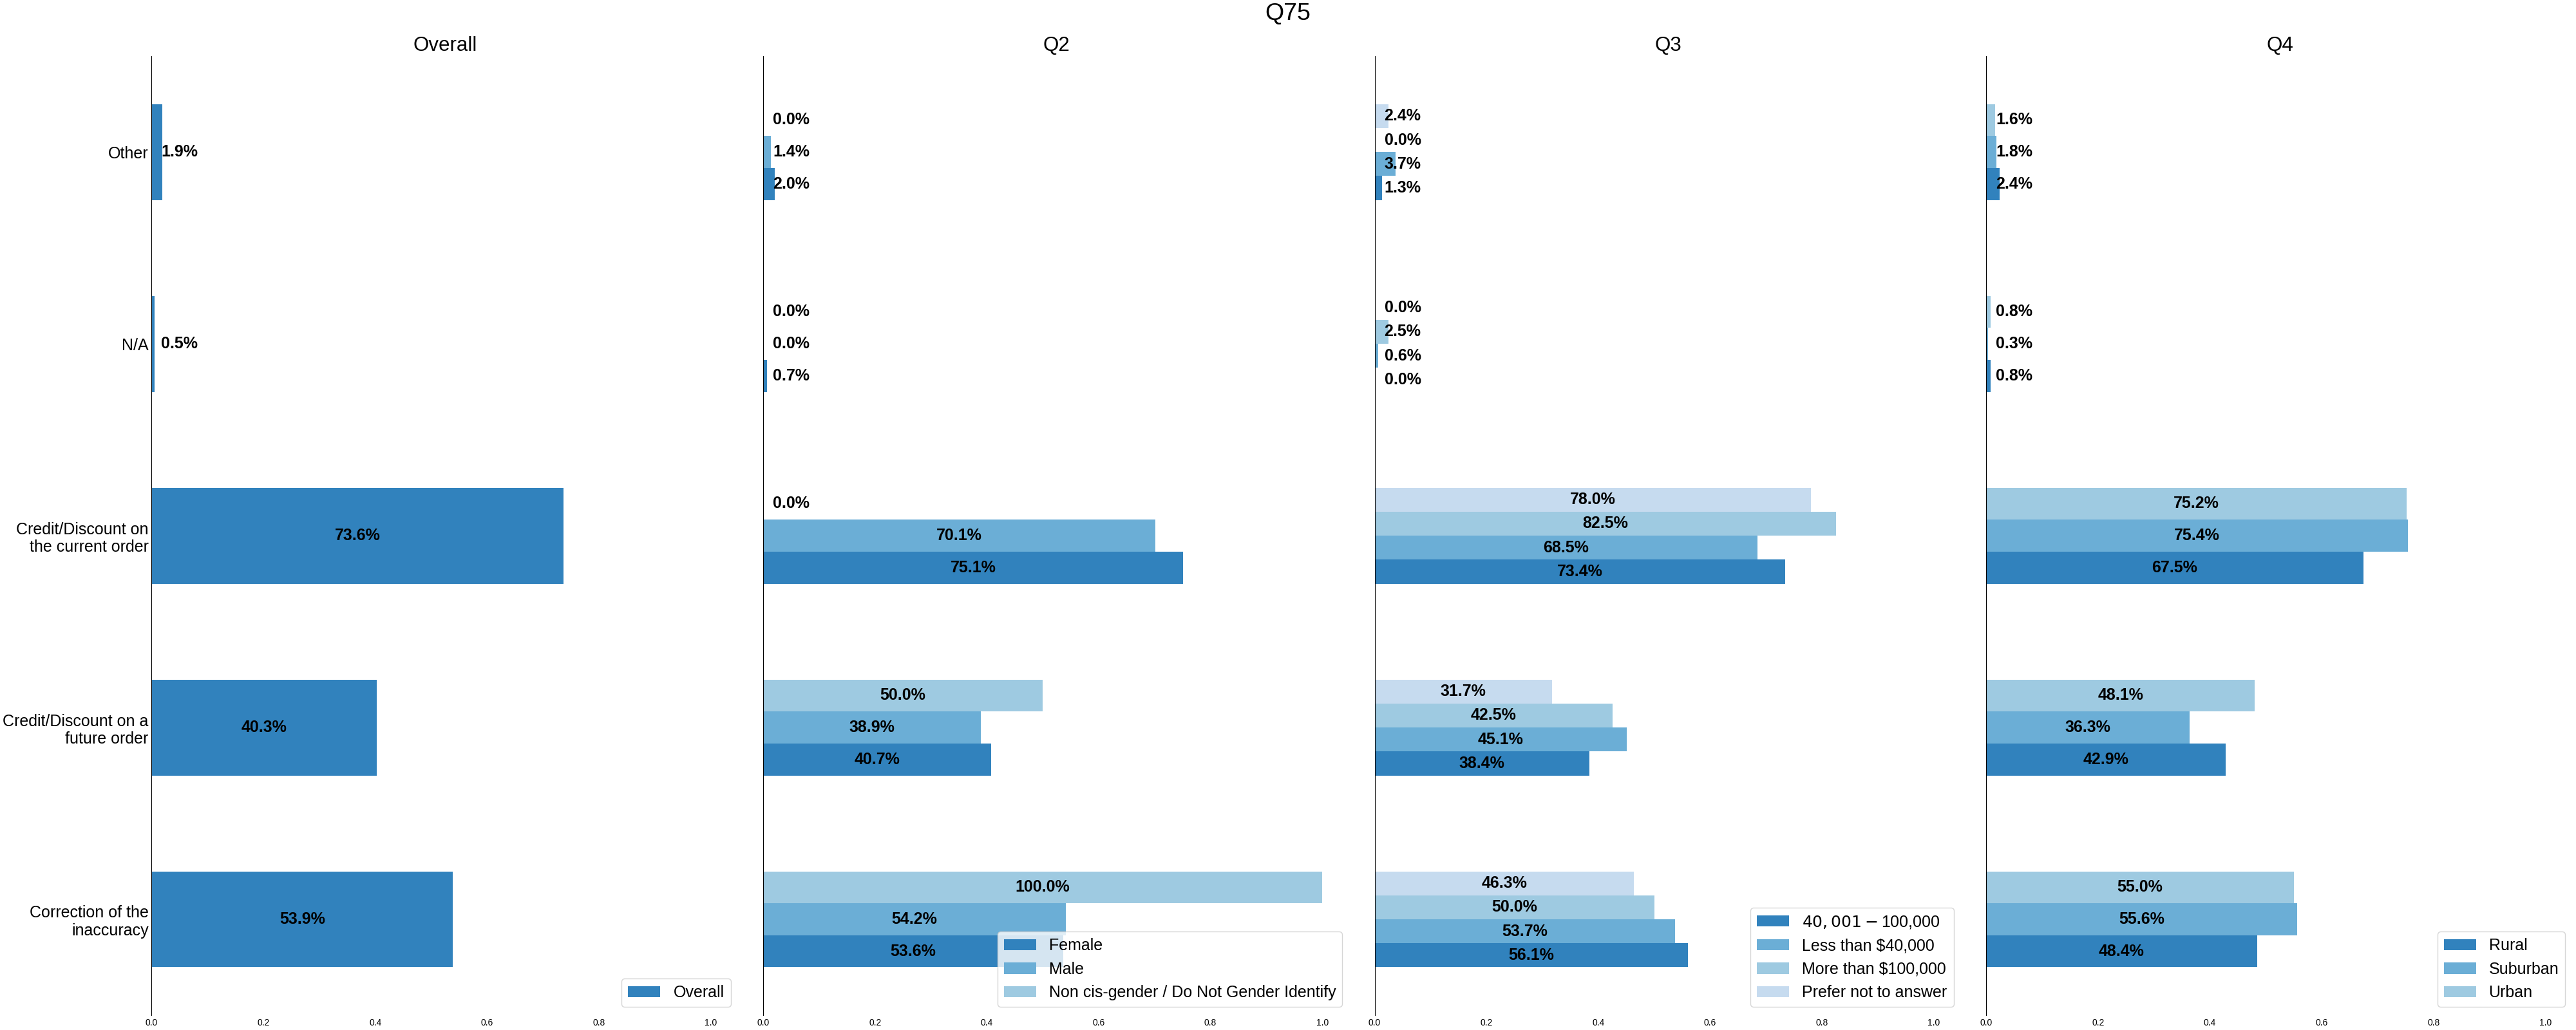 Q75
Overall
Other
N/A
Credit/Discount on
the current order
Credit/Discount on a
future order
Correction of the
inaccuracy
1.9%
0.5%
73.6%
40.3%
53.9%
Overall
0.0 0.2 0.4 0.6 0.8 1.0
Q2
0.0%
1.4%
2.0%
0.0%
0.0%
0.7%
0.0%
70.1%
75.1%
50.0%
38.9%
40.7%
100.0%
54.2%
53.6%
Female
Male
Non cis-gender / Do Not Gender Identify
0.0 0.2 0.4 0.6 0.8 1.0
Q3
2.4%
0.0%
3.7%
1.3%
0.0%
2.5%
0.6%
0.0%
78.0%
82.5%
68.5%
73.4%
31.7%
42.5%
45.1%
38.4%
46.3%
50.0%
53.7%
56.1%
40,001−100,000
Less than $40,000
More than $100,000
Prefer not to answer
0.0 0.2 0.4 0.6 0.8 1.0
Q4
1.6%
1.8%
2.4%
0.8%
0.3%
0.8%
75.2%
75.4%
67.5%
48.1%
36.3%
42.9%
55.0%
55.6%
48.4%
Rural
Suburban
Urban
0.0 0.2 0.4 0.6 0.8 1.0